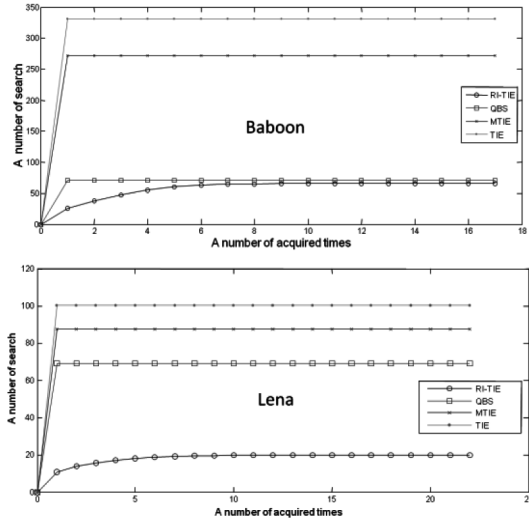 350
300
250
200
150
100
50
0
A number of search
Baboon
RI-TIE
QBS
MTIE
TIE
0 2 4 6 8 10 12 14 16 18
A number of acquired times
120
100
80
60
40
20
0
A number of search
Lena
RI-TIE
QBS
MTIE
TIE
0 5 10 15 20
A number of acquired times